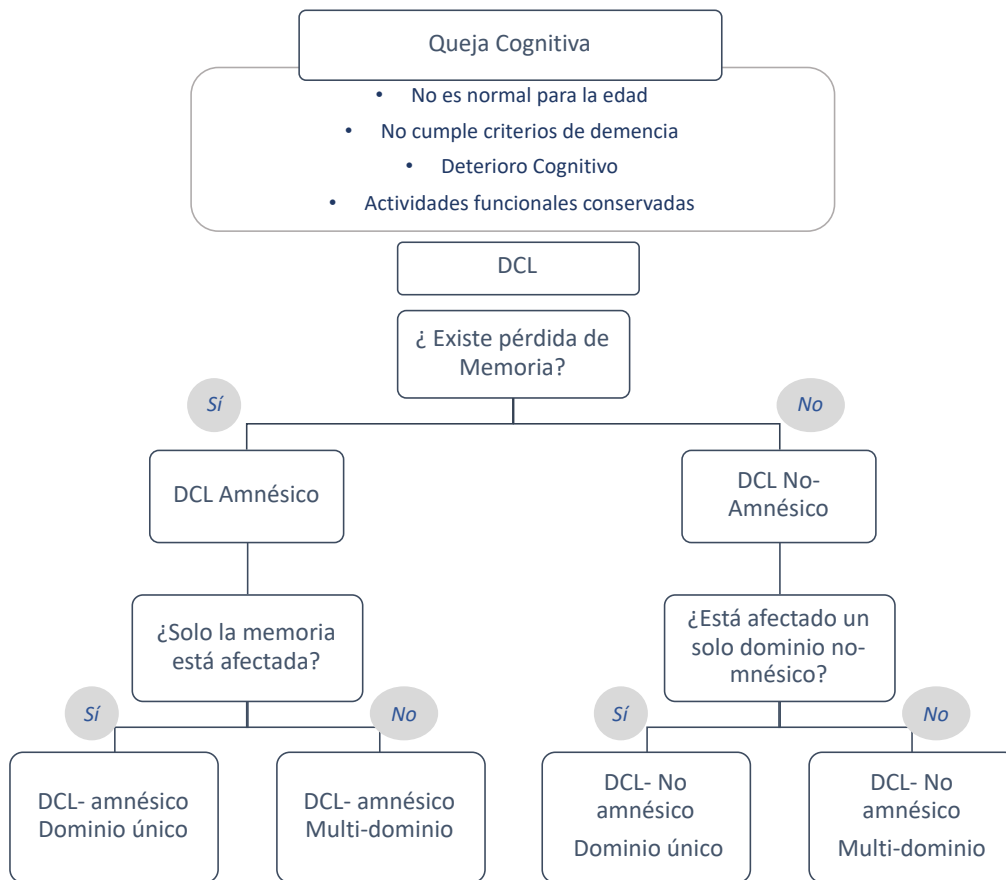 Queja Cognitiva
• No es normal para la edad
• No cumple criterios de demencia
• Deterioro Cognitivo
• Actividades funcionales conservadas
DCL
¿ Existe pérdida de
Memoria?
Sí
No
DCL Amnésico
DCL No-
Amnésico
¿Solo la memoria
está afectada?
¿Está afectado un
solo dominio no-
mnésico?
Sí
No
Sí
No
DCL- amnésico
Dominio único
DCL- amnésico
Multi-dominio
DCL- No
amnésico
Dominio único
DCL- No
amnésico
Multi-dominio